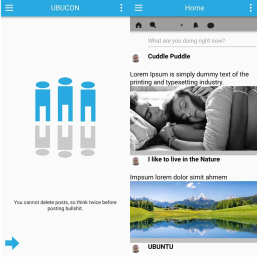 UBUCON
You cannot delete posts, so think twice before
posting bullshit.
Home
What are you doing right now?
Cuddle Puddle
Lorem Ipsum is simply dummy text of the
printing and typesetting industry.
I like to live in the Nature
Impsum lorem dolor simit ahmem
UBUNTU